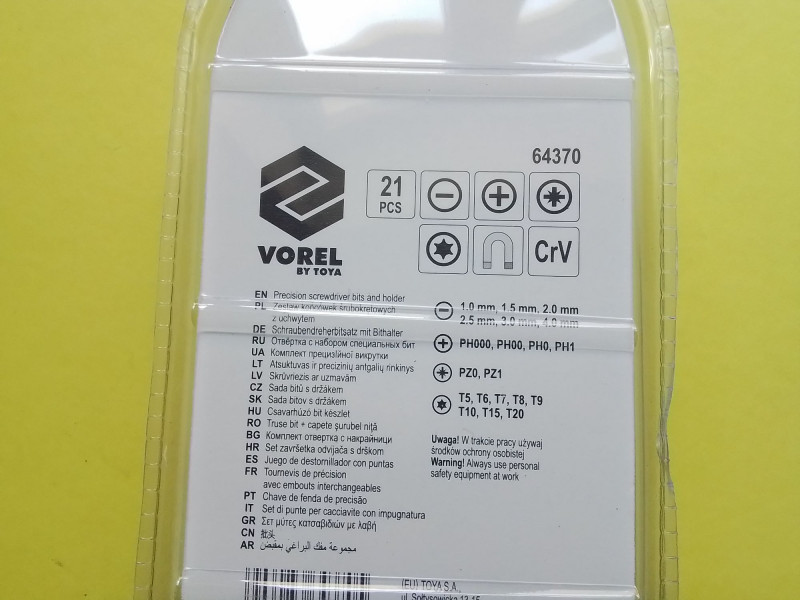 64370
21
PCS
CrV
VOREL
BY TOYA
EN Precision screwdriver bits and holder
PL Zestaw końcówek śrubokrętowych
z uchwytem
DE Schraubendreherbitsatz mit Bithalter
RU Отвёртка с набором специальных бит
UA Комплект прецизійної викрутки
LT Atsuktuvas ir precizinių antgalių rinkinys
LV Skrūvriezis ar uzmavām
CZ Sada bitů s držákem
SK Sada bitov s držákem
HU Csavarhúzó bit készlet
RO Truse bit + capete șurubel niță
BG Комплект отвертка с накрайници
HR Set završetka odvijača s drškom
ES Juego de destornillador con puntas
FR Tournevis de précision
avec embouts interchangeables
PT Chave de fenda de precisão
IT Set di punte per cacciavite con impugnatura
GR Σετ μύτες κατσαβιδιών με λαβή
CN 批头
AR مجموعة مفك البراغي بمقبض
1.0 mm, 1.5 mm, 2.0 mm
2.5 mm, 3.0 mm, 4.0 mm
PH000, PH00, PH0, PH1
PZ0, PZ1
T5, T6, T7, T8, T9
T10, T15, T20
Uwaga! W trakcie pracy używaj
środków ochrony osobistej
Warning! Always use personal
safety equipment at work
(EU) TOYA S.A.,
ul. Sołtysowicka 13-15